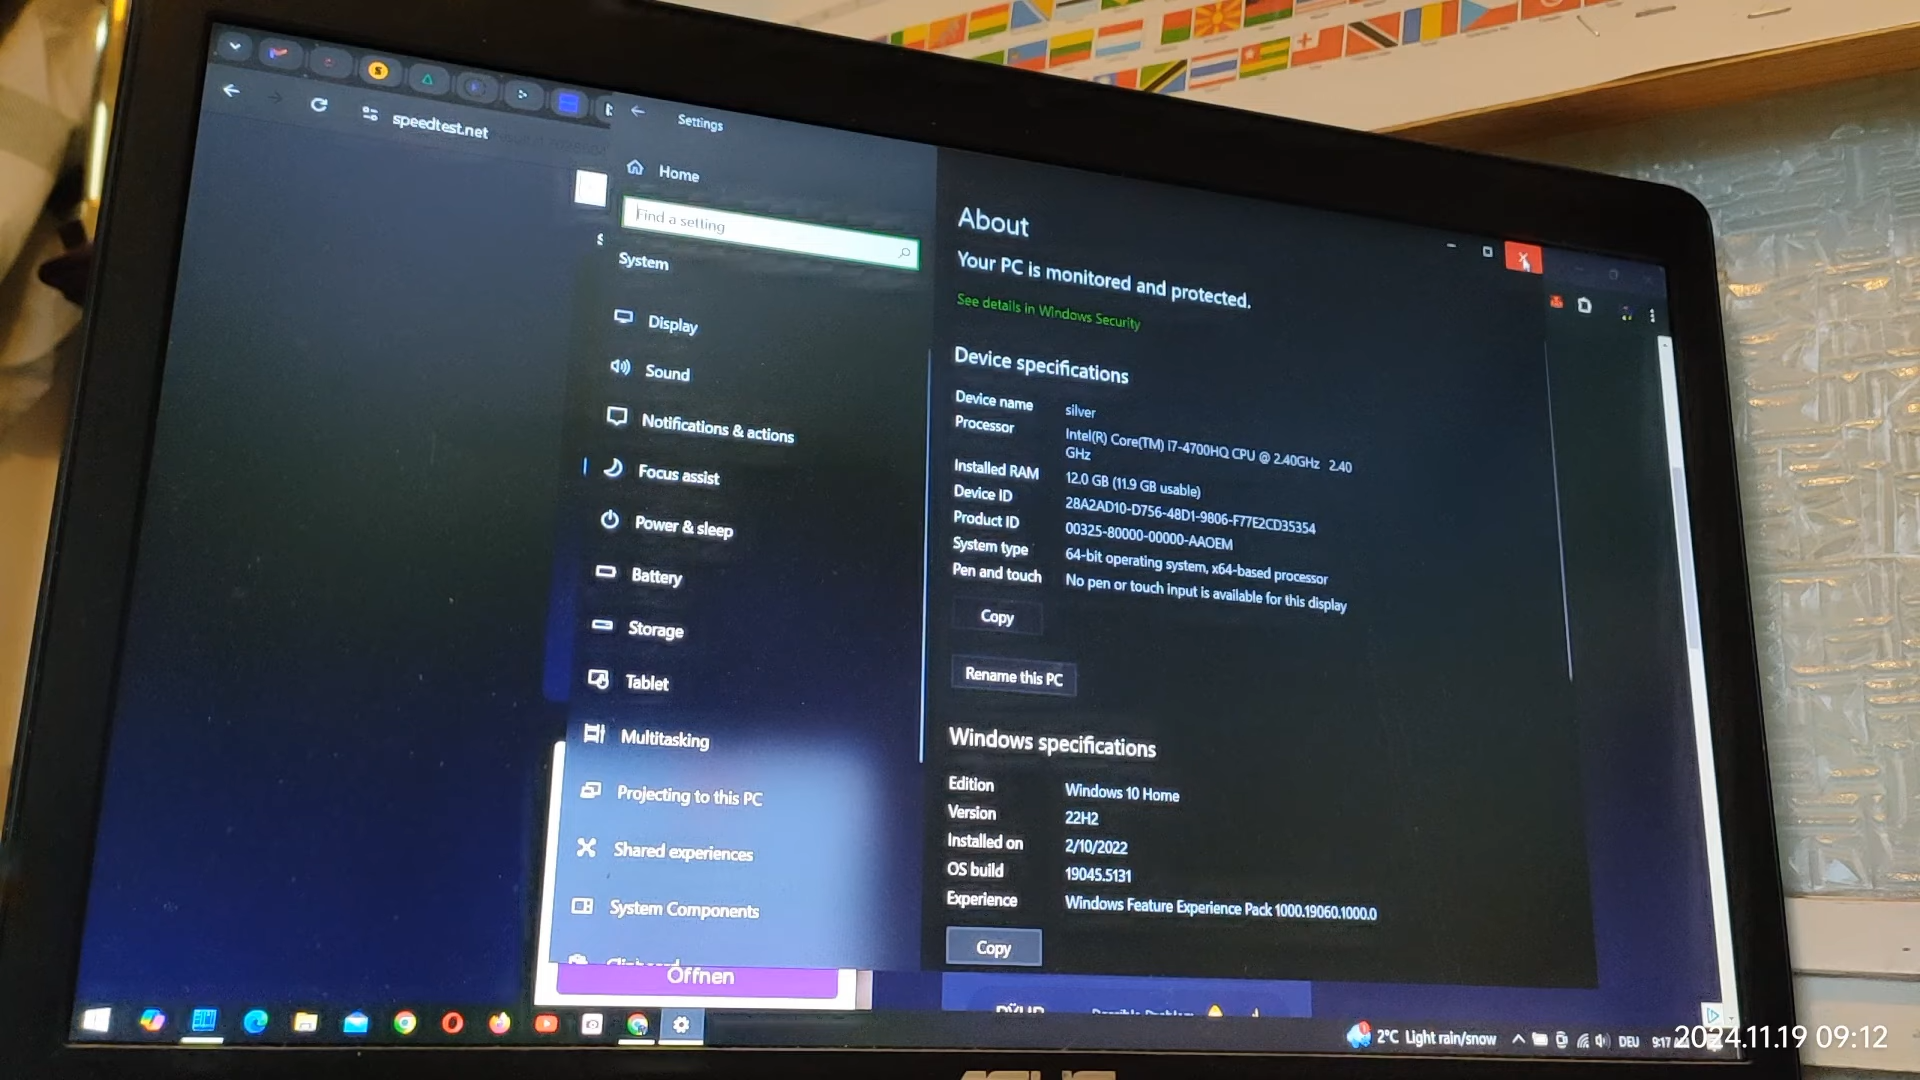 speedtest.net
Settings
Home
Find a setting
System
Display
Sound
Notifications & actions
Focus assist
Power & sleep
Battery
Storage
Tablet
Multitasking
Projecting to this PC
Shared experiences
System Components
Öffnen
About
Your PC is monitored and protected.
See details in Windows Security
Device specifications
Device name silver
Processor Intel(R) Core(TM) i7-4700HQ CPU @ 2.40GHz 2.40
GHz
Installed RAM 12.0 GB (11.9 GB usable)
Device ID 28A2AD10-D756-48D1-9806-F77E2CD35354
Product ID 00325-80000-00000-AAOEM
System type 64-bit operating system, x64-based processor
Pen and touch No pen or touch input is available for this display
Copy
Rename this PC
Windows specifications
Edition Windows 10 Home
Version 22H2
Installed on 2/10/2022
OS build 19045.5131
Experience Windows Feature Experience Pack 1000.19060.1000.0
Copy
2°C Light rain/snow
DEU
9:17
2024.11.19 09:12